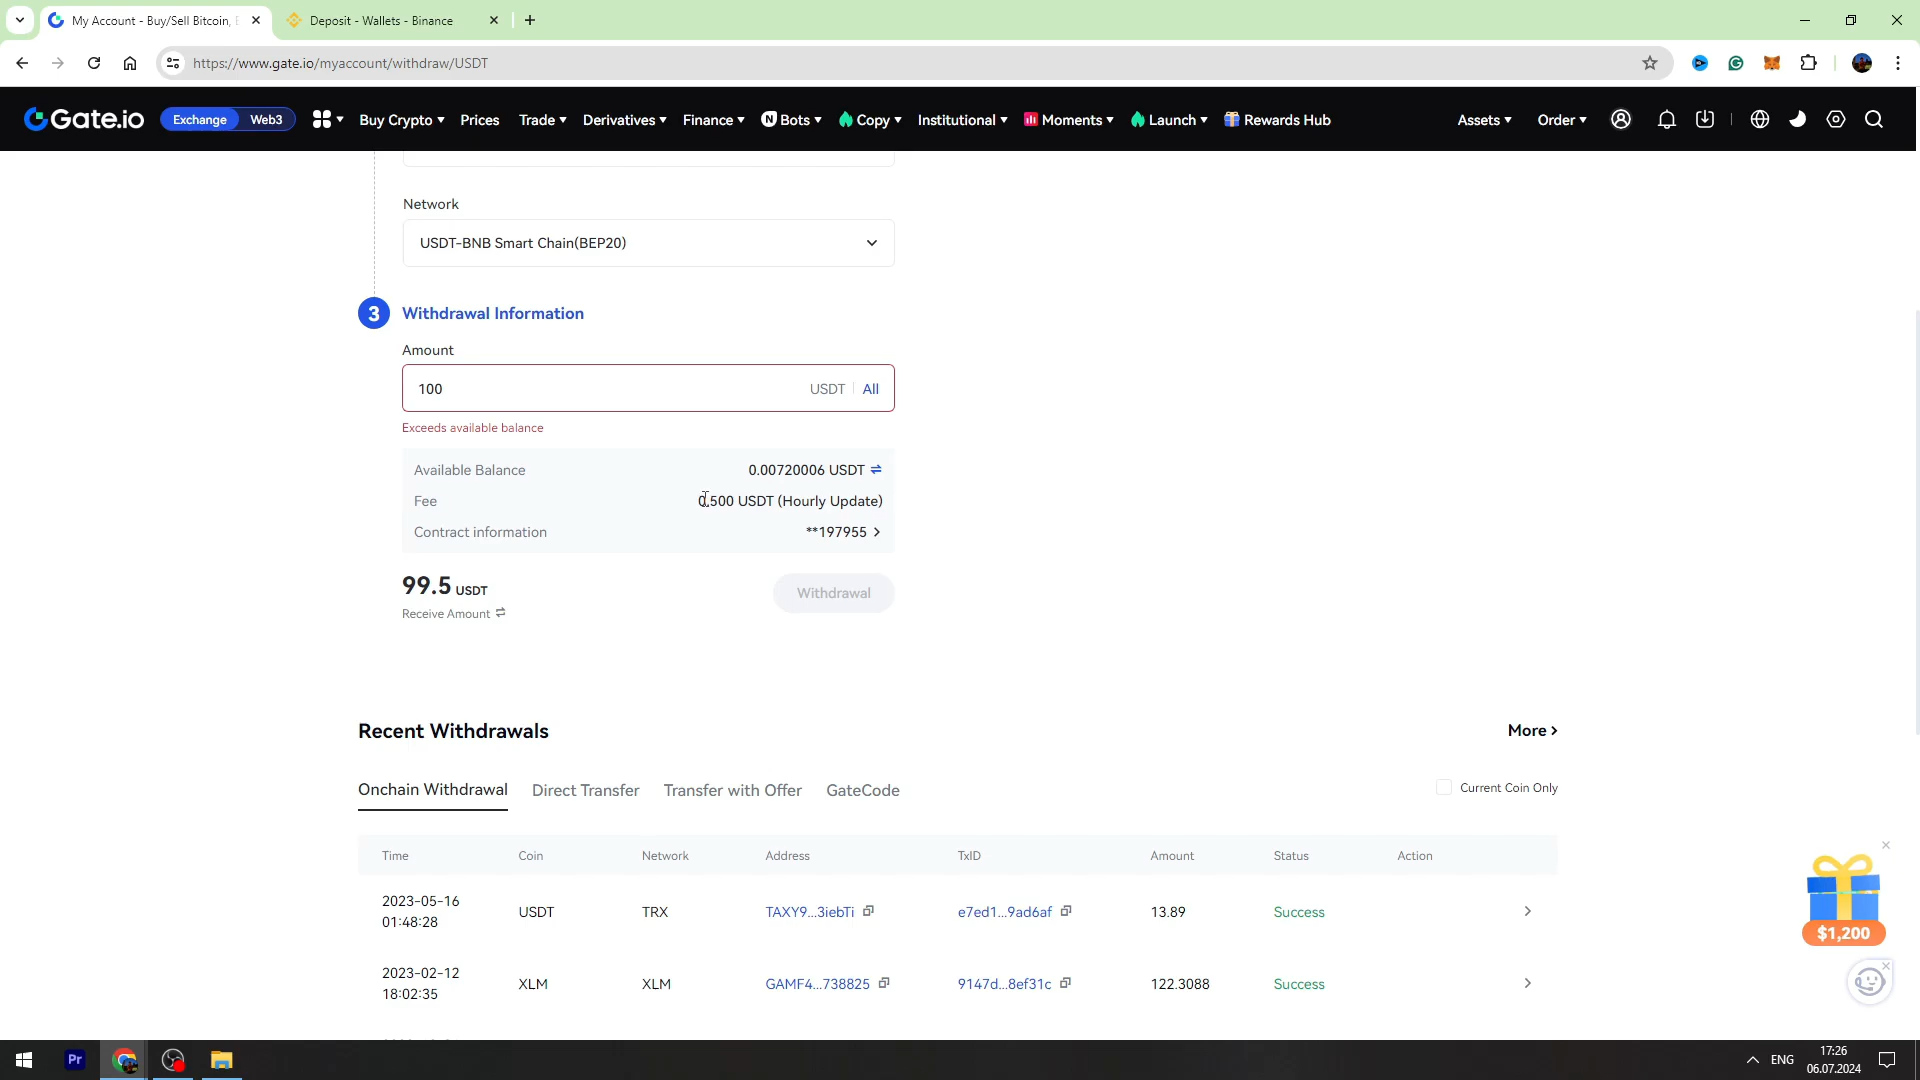 My Account - Buy/Sell Bitcoin,
Deposit - Wallets - Binance
https://www.gate.io/myaccount/withdraw/USDT
Gate.io
Exchange
Web3
Buy Crypto
Prices
Trade
Derivatives
Finance
Bots
Copy
Institutional
Moments
Launch
Rewards Hub
Assets
Order
Network
USDT-BNB Smart Chain(BEP20)
3
Withdrawal Information
Amount
100 USDT All
Exceeds available balance
Available Balance 0.00720006 USDT
Fee 0.500 USDT (Hourly Update)
Contract information **197955
99.5 USDT
Withdrawal
Receive Amount
Recent Withdrawals
More
Onchain Withdrawal Direct Transfer Transfer with Offer GateCode
Current Coin Only
Time Coin Network Address TxID Amount Status Action
2023-05-16
01:48:28
USDT TRX TAXY9...3iebTi e7ed1...9ad6af 13.89 Success
2023-02-12
18:02:35
XLM XLM GAMF4...738825 9147d...8ef31c 122.3088 Success
$1,200
Pr
ENG
17:26
06.07.2024